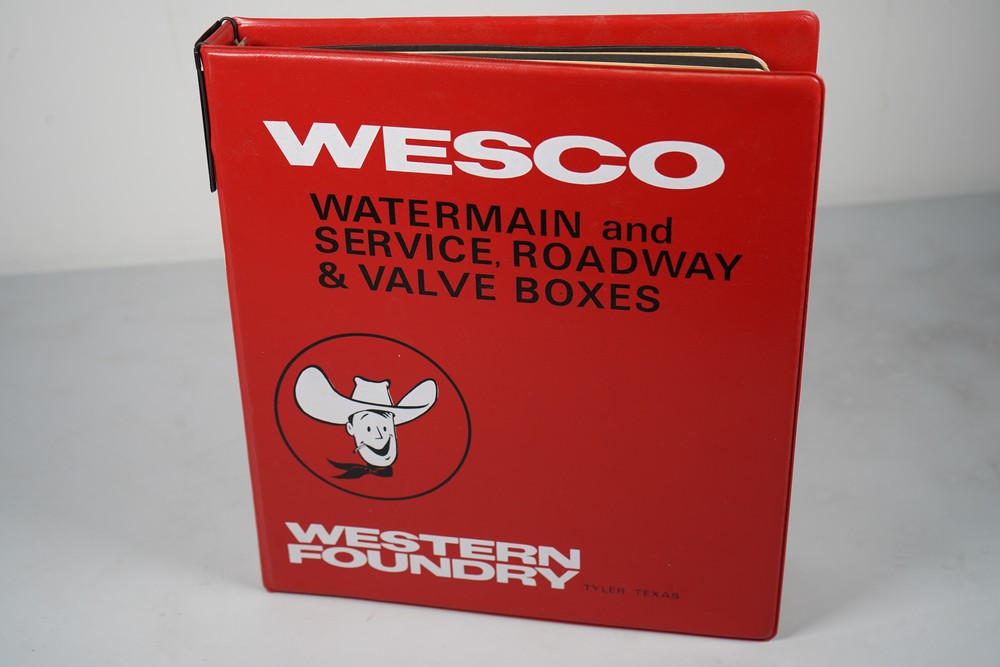 WESCO
WATERMAIN and
SERVICE, ROADWAY
& VALVE BOXES
WESTERN
FOUNDRY
TYLER TEXAS